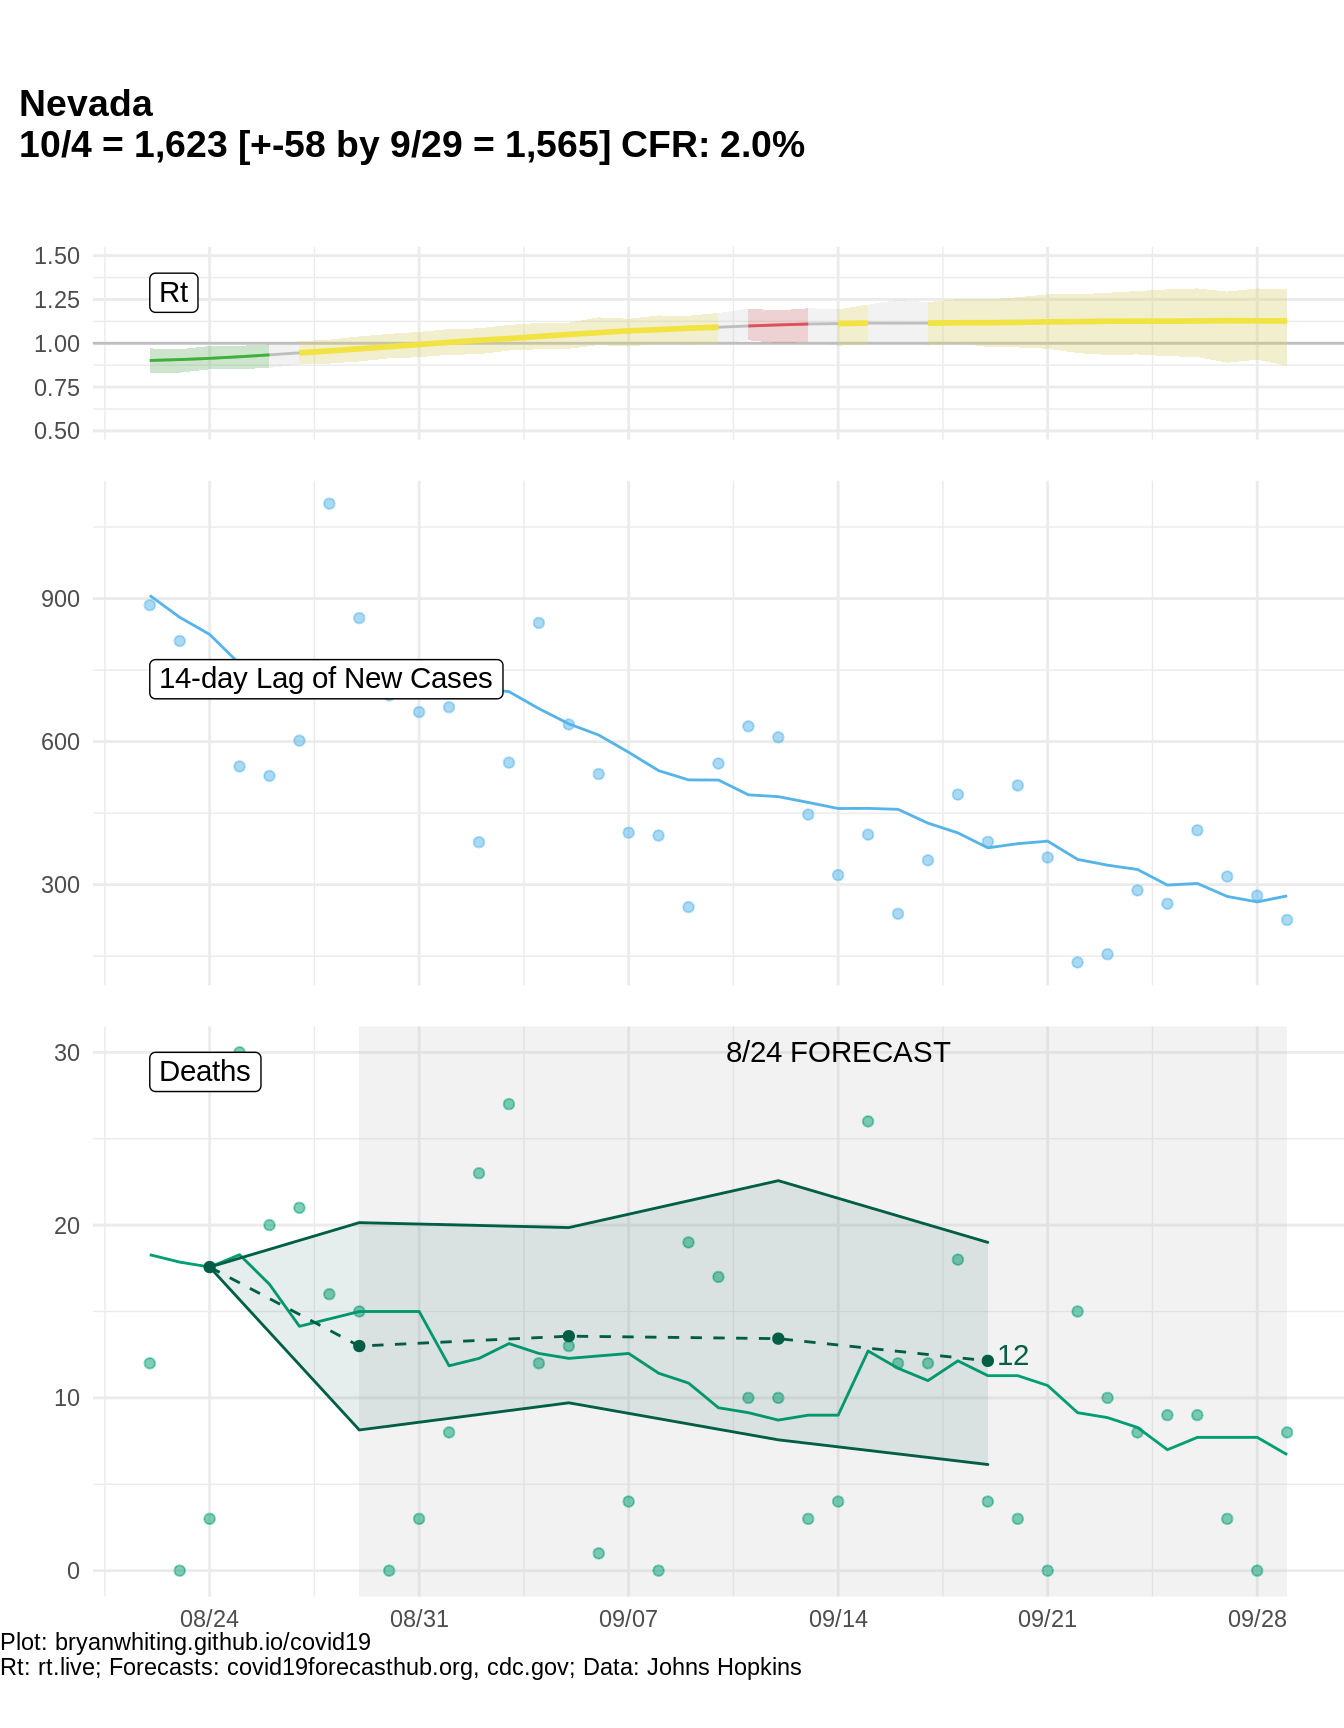 Nevada
10/4 = 1,623 [+-58 by 9/29 = 1,565] CFR: 2.0%
1.50
Rt
1.25
1.00
0.75
0.50
900
14-day Lag of New Cases
600
300
8/24 FORECAST
30
Deaths
20
12
10
0
08/24 08/31 09/07 09/14 09/21 09/28
Plot: bryanwhiting.github.io/covid19
Rt: rt.live; Forecasts: covid19forecasthub.org, cdc.gov; Data: Johns Hopkins